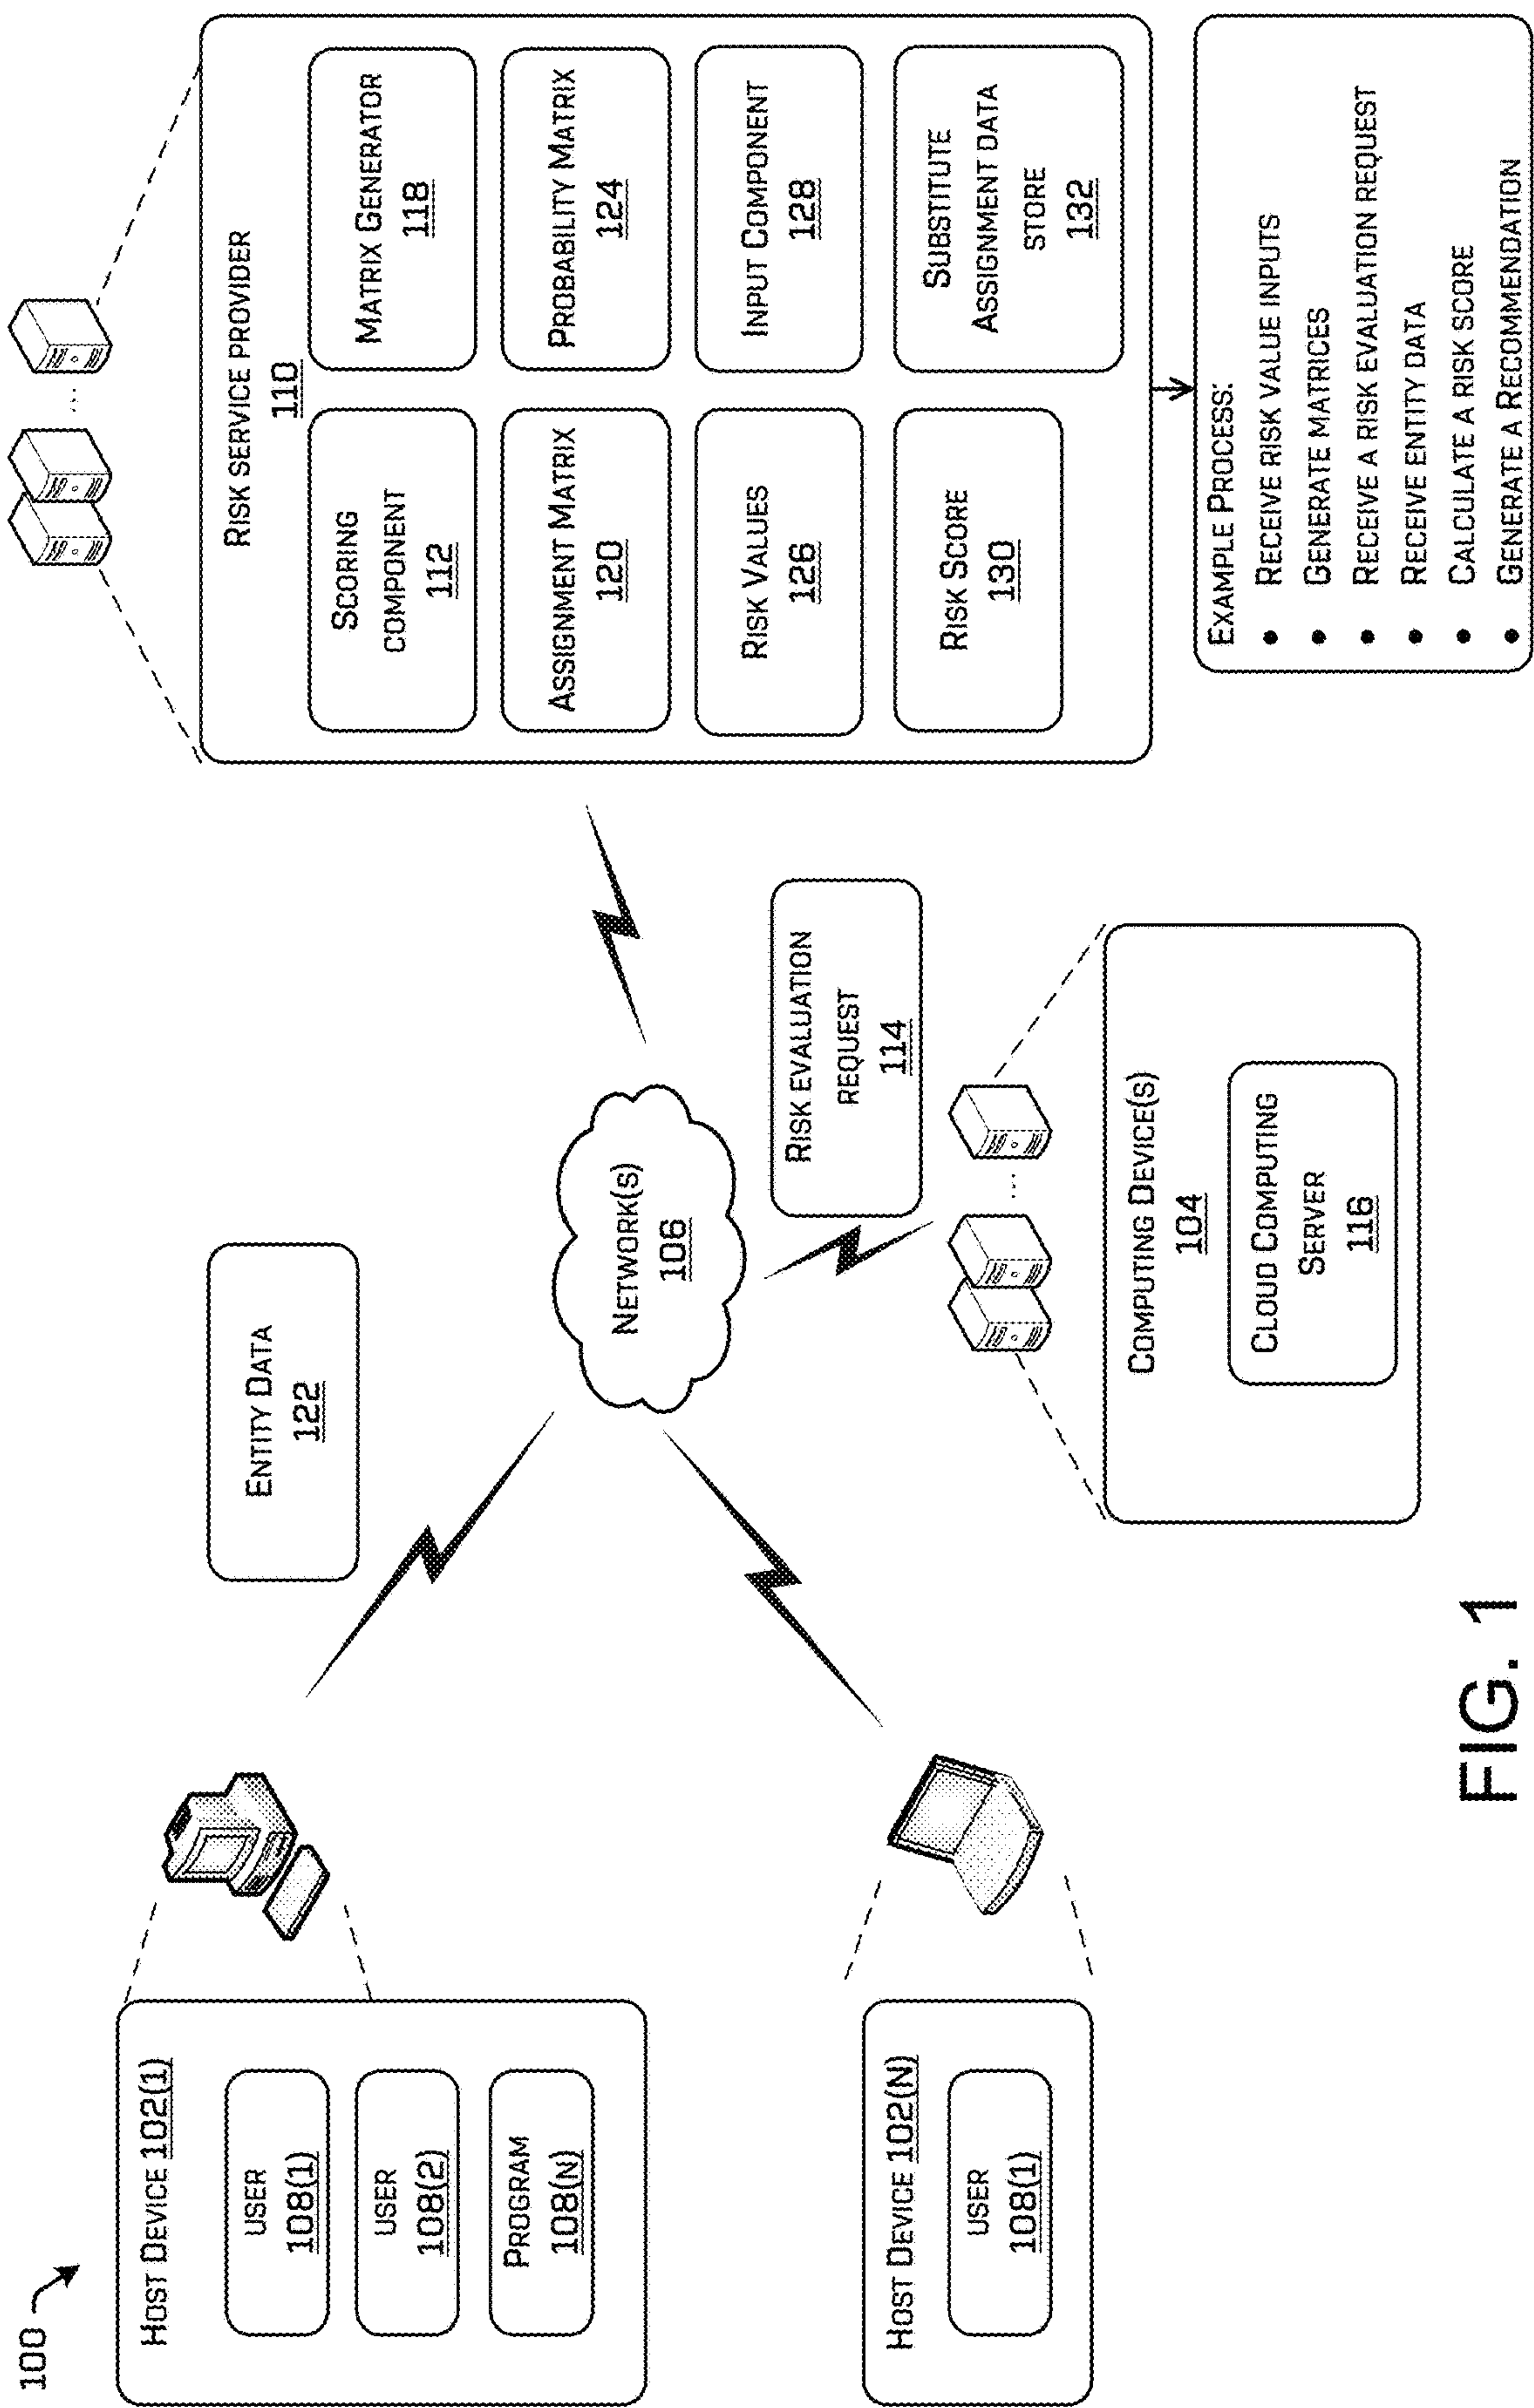 100
HOST DEVICE 102(1)
USER
108(1)
USER
108(2)
PROGRAM
108(N)
HOST DEVICE 102(N)
USER
108(1)
ENTITY DATA
122
NETWORK(S)
106
RISK EVALUATION
REQUEST
114
COMPUTING DEVICE(S)
104
CLOUD COMPUTING
SERVER
116
RISK SERVICE PROVIDER
110
SCORING
COMPONENT
112
MATRIX GENERATOR
118
ASSIGNMENT MATRIX
120
PROBABILITY MATRIX
124
RISK VALUES
126
INPUT COMPONENT
128
RISK SCORE
130
SUBSTITUTE
ASSIGNMENT DATA
STORE
132
EXAMPLE PROCESS:
• RECEIVE RISK VALUE INPUTS
• GENERATE MATRICES
• RECEIVE A RISK EVALUATION REQUEST
• RECEIVE ENTITY DATA
• CALCULATE A RISK SCORE
• GENERATE A RECOMMENDATION
FIG. 1